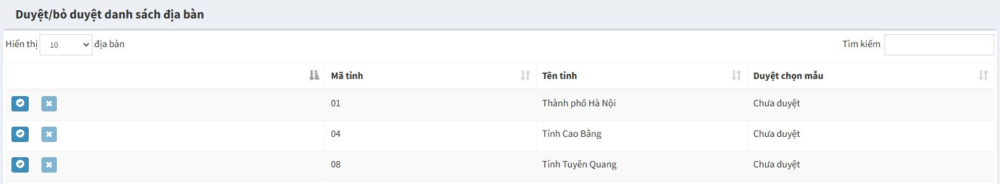 Duyệt/bỏ duyệt danh sách địa bàn
Hiển thị 10 địa bàn Tìm kiếm
Mã tỉnh Tên tỉnh Duyệt chọn mẫu
01 Thành phố Hà Nội Chưa duyệt
04 Tỉnh Cao Bằng Chưa duyệt
08 Tỉnh Tuyên Quang Chưa duyệt